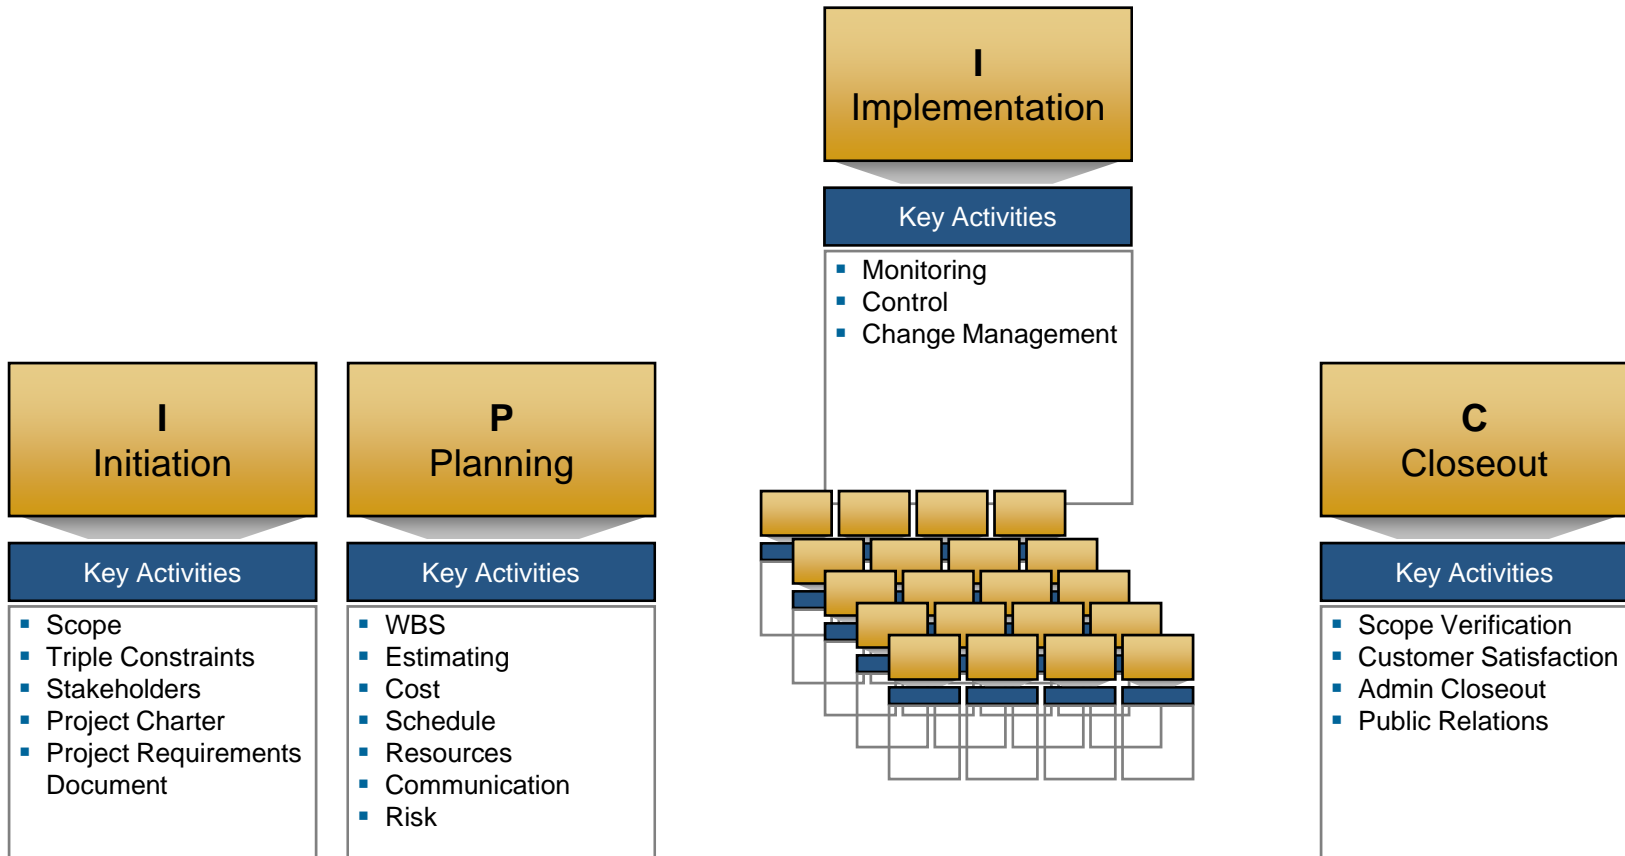 I
Implementation
Key Activities
▪ Monitoring
▪ Control
▪ Change Management
I
Initiation
Key Activities
▪ Scope
▪ Triple Constraints
▪ Stakeholders
▪ Project Charter
▪ Project Requirements
Document
P
Planning
Key Activities
▪ WBS
▪ Estimating
▪ Cost
▪ Schedule
▪ Resources
▪ Communication
▪ Risk
C
Closeout
Key Activities
▪ Scope Verification
▪ Customer Satisfaction
▪ Admin Closeout
▪ Public Relations